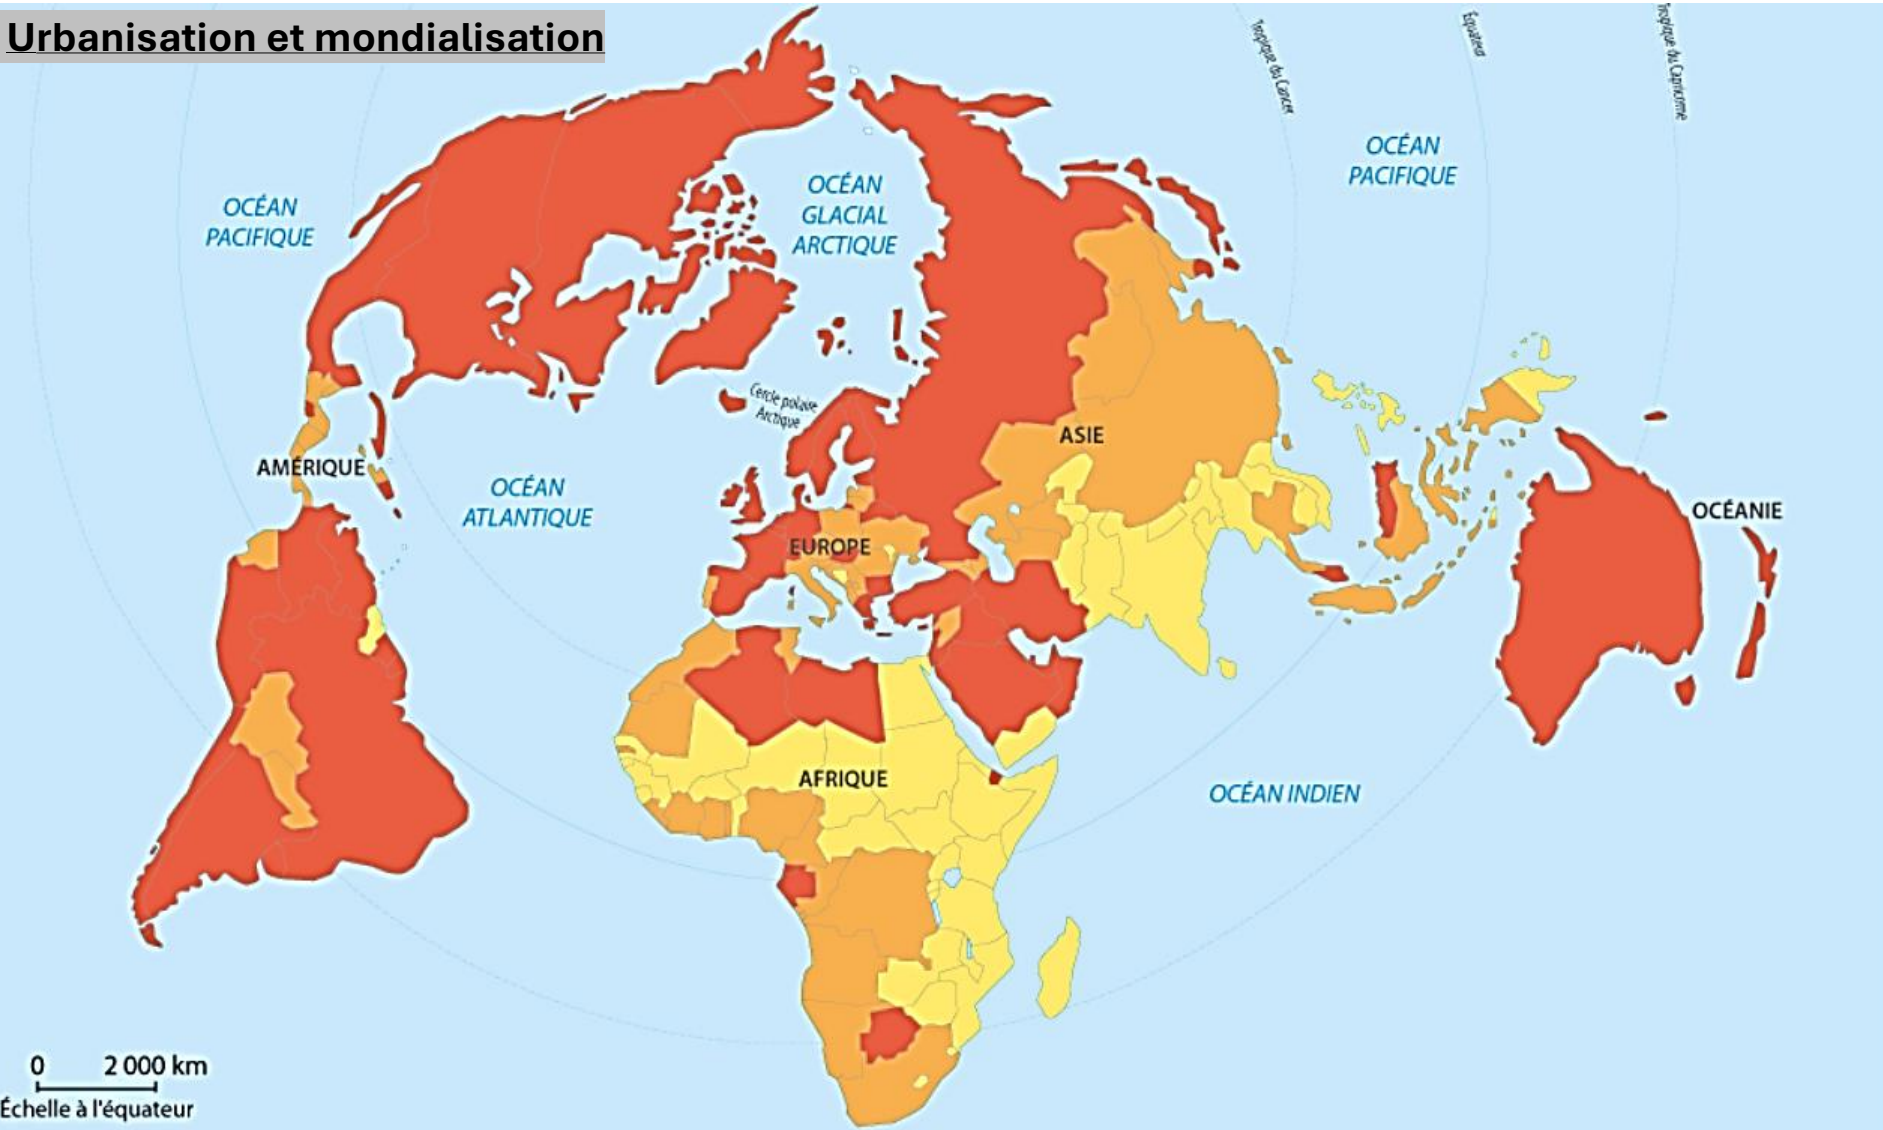 Urbanisation et mondialisation
Tropique du Cancer
Équateur
Tropique du Capricorne
OCÉAN
PACIFIQUE
OCÉAN
GLACIAL
ARCTIQUE
OCÉAN
PACIFIQUE
Cercle polaire
Arctique
ASIE
AMÉRIQUE
OCÉAN
ATLANTIQUE
OCÉANIE
EUROPE
AFRIQUE
OCÉAN INDIEN
0 2 000 km
Échelle à l'équateur